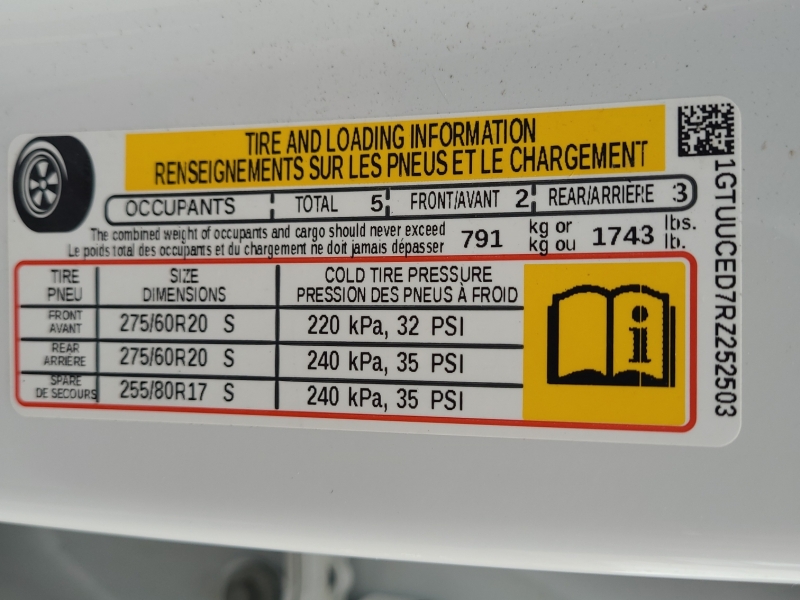 TIRE AND LOADING INFORMATION
RENSEIGNEMENTS SUR LES PNEUS ET LE CHARGEMENT
OCCUPANTS TOTAL 5 FRONT/AVANT 2 REAR/ARRIÈRE 3
The combined weight of occupants and cargo should never exceed 791 kg or 1743 lbs.
Le poids total des occupants et du chargement ne doit jamais dépasser kg ou lb.
TIRE SIZE COLD TIRE PRESSURE
PNEU DIMENSIONS PRESSION DES PNEUS À FROID
FRONT
AVANT 275/60R20 S 220 kPa, 32 PSI
REAR
ARRIÈRE 275/60R20 S 240 kPa, 35 PSI
SPARE
DE SECOURS 255/80R17 S 240 kPa, 35 PSI
i
1GTUUCED7RZ252503